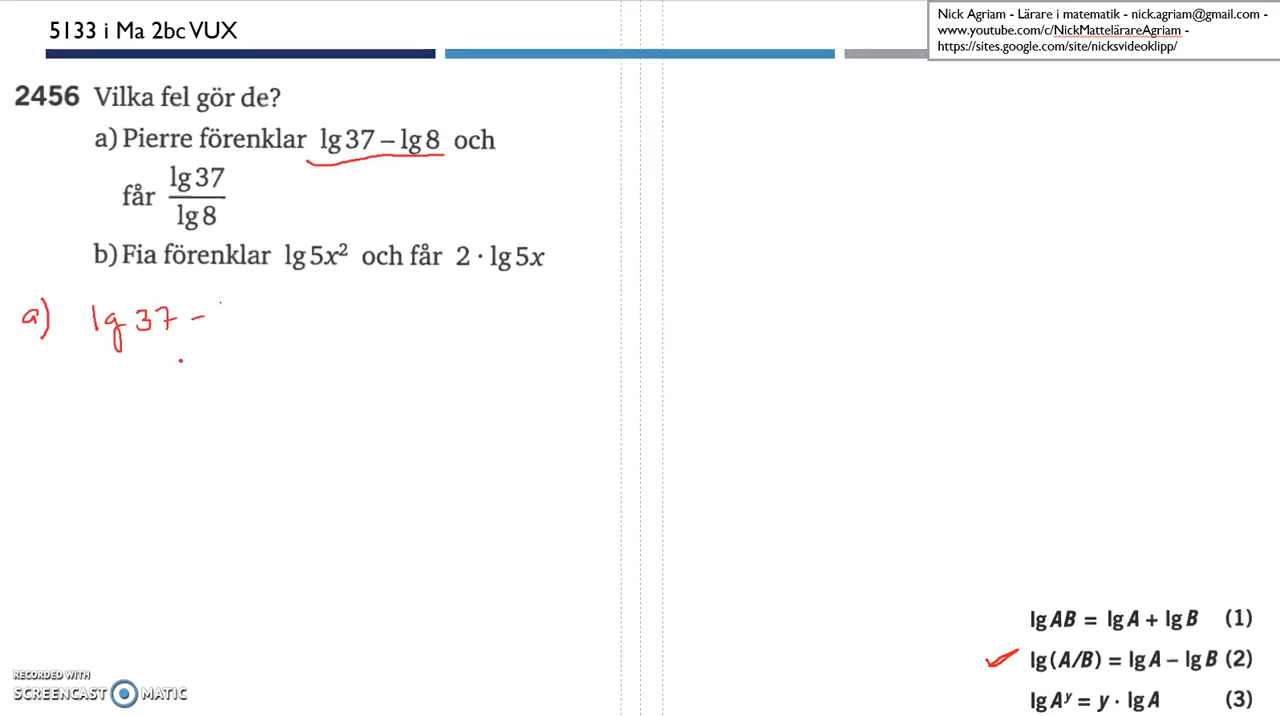 5133 i Ma 2bc VUX
Nick Agriam - Lärare i matematik - nick.agriam@gmail.com -
www.youtube.com/c/NickMattelärareAgriam -
https://sites.google.com/site/nicksvideoklipp/
2456 Vilka fel gör de?
a) Pierre förenklar lg 37 – lg 8 och
får lg 37 / lg 8
b) Fia förenklar lg 5x² och får 2 · lg 5x
a) lg 37 –
lg AB = lg A + lg B (1)
lg (A/B) = lg A – lg B (2)
lg Aʸ = y · lg A (3)
RECORDED WITH
SCREENCAST MATIC